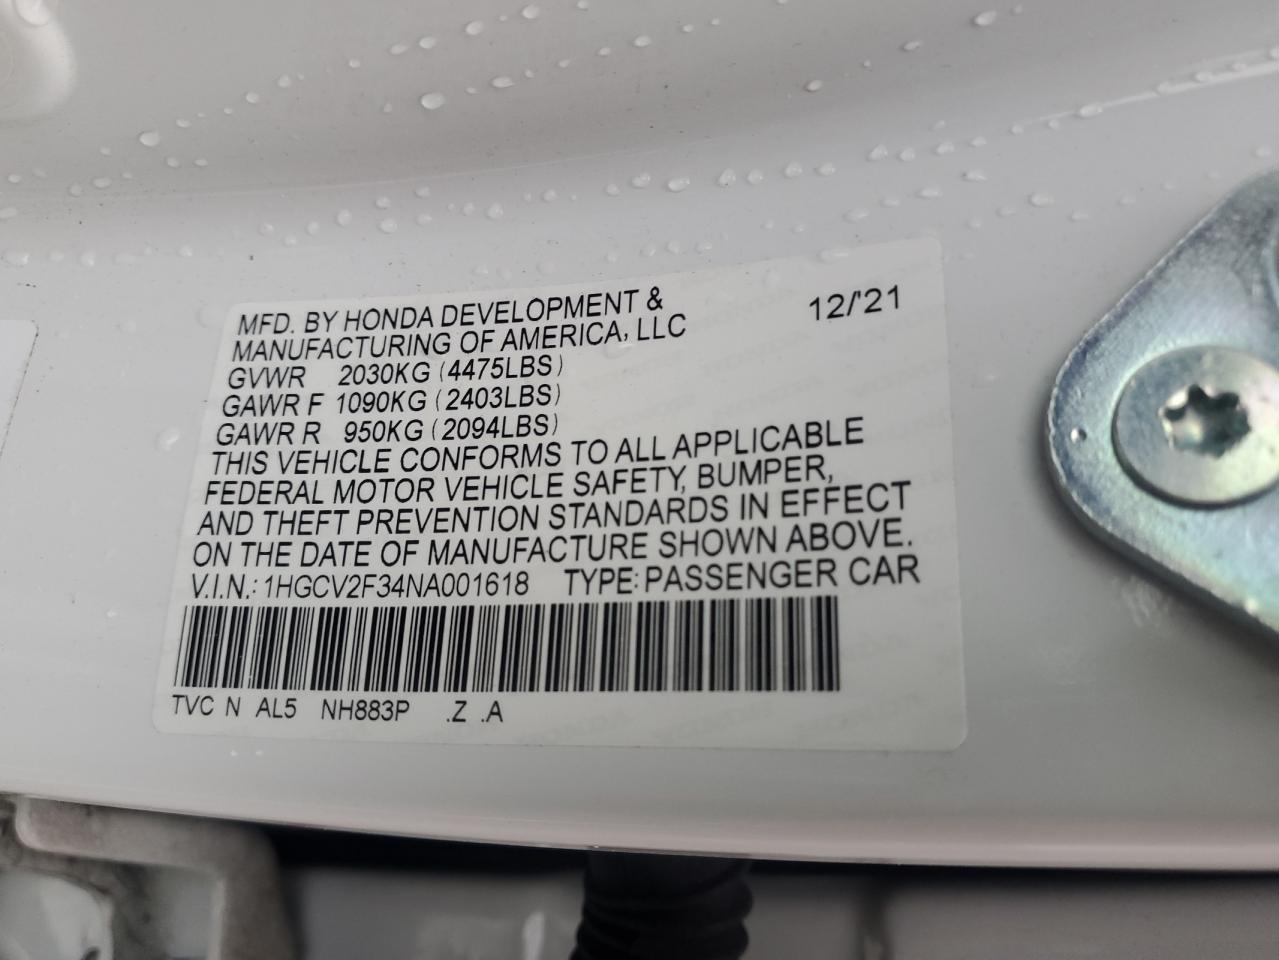 MFD. BY HONDA DEVELOPMENT & 12/'21
MANUFACTURING OF AMERICA, LLC
GVWR 2030KG (4475LBS)
GAWR F 1090KG (2403LBS)
GAWR R 950KG (2094LBS)
THIS VEHICLE CONFORMS TO ALL APPLICABLE
FEDERAL MOTOR VEHICLE SAFETY, BUMPER,
AND THEFT PREVENTION STANDARDS IN EFFECT
ON THE DATE OF MANUFACTURE SHOWN ABOVE.
V.I.N.: 1HGCV2F34NA001618 TYPE: PASSENGER CAR
TVC N AL5 NH883P .Z .A